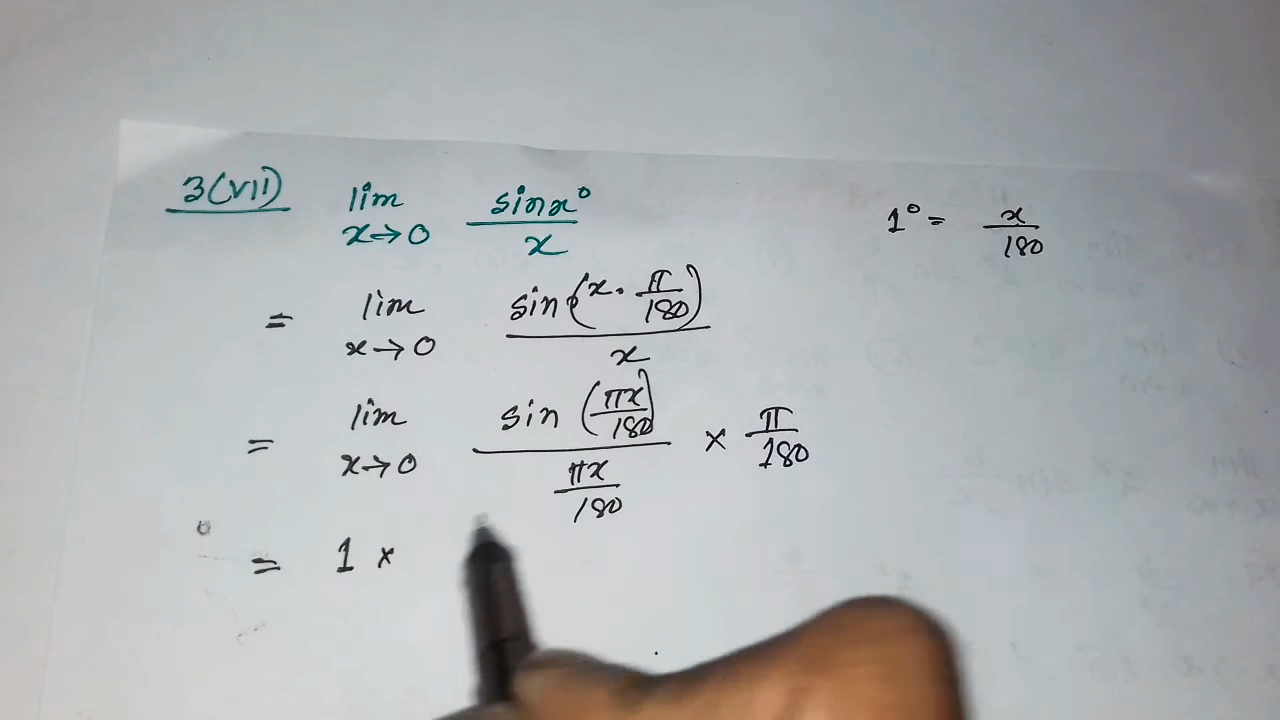 3(VII) lim x→0 sinx° / x
1° = x / 180
= lim x→0 sin(x · π/180) / x
= lim x→0 sin (πx/180) / πx/180 × π/180
= 1 ×